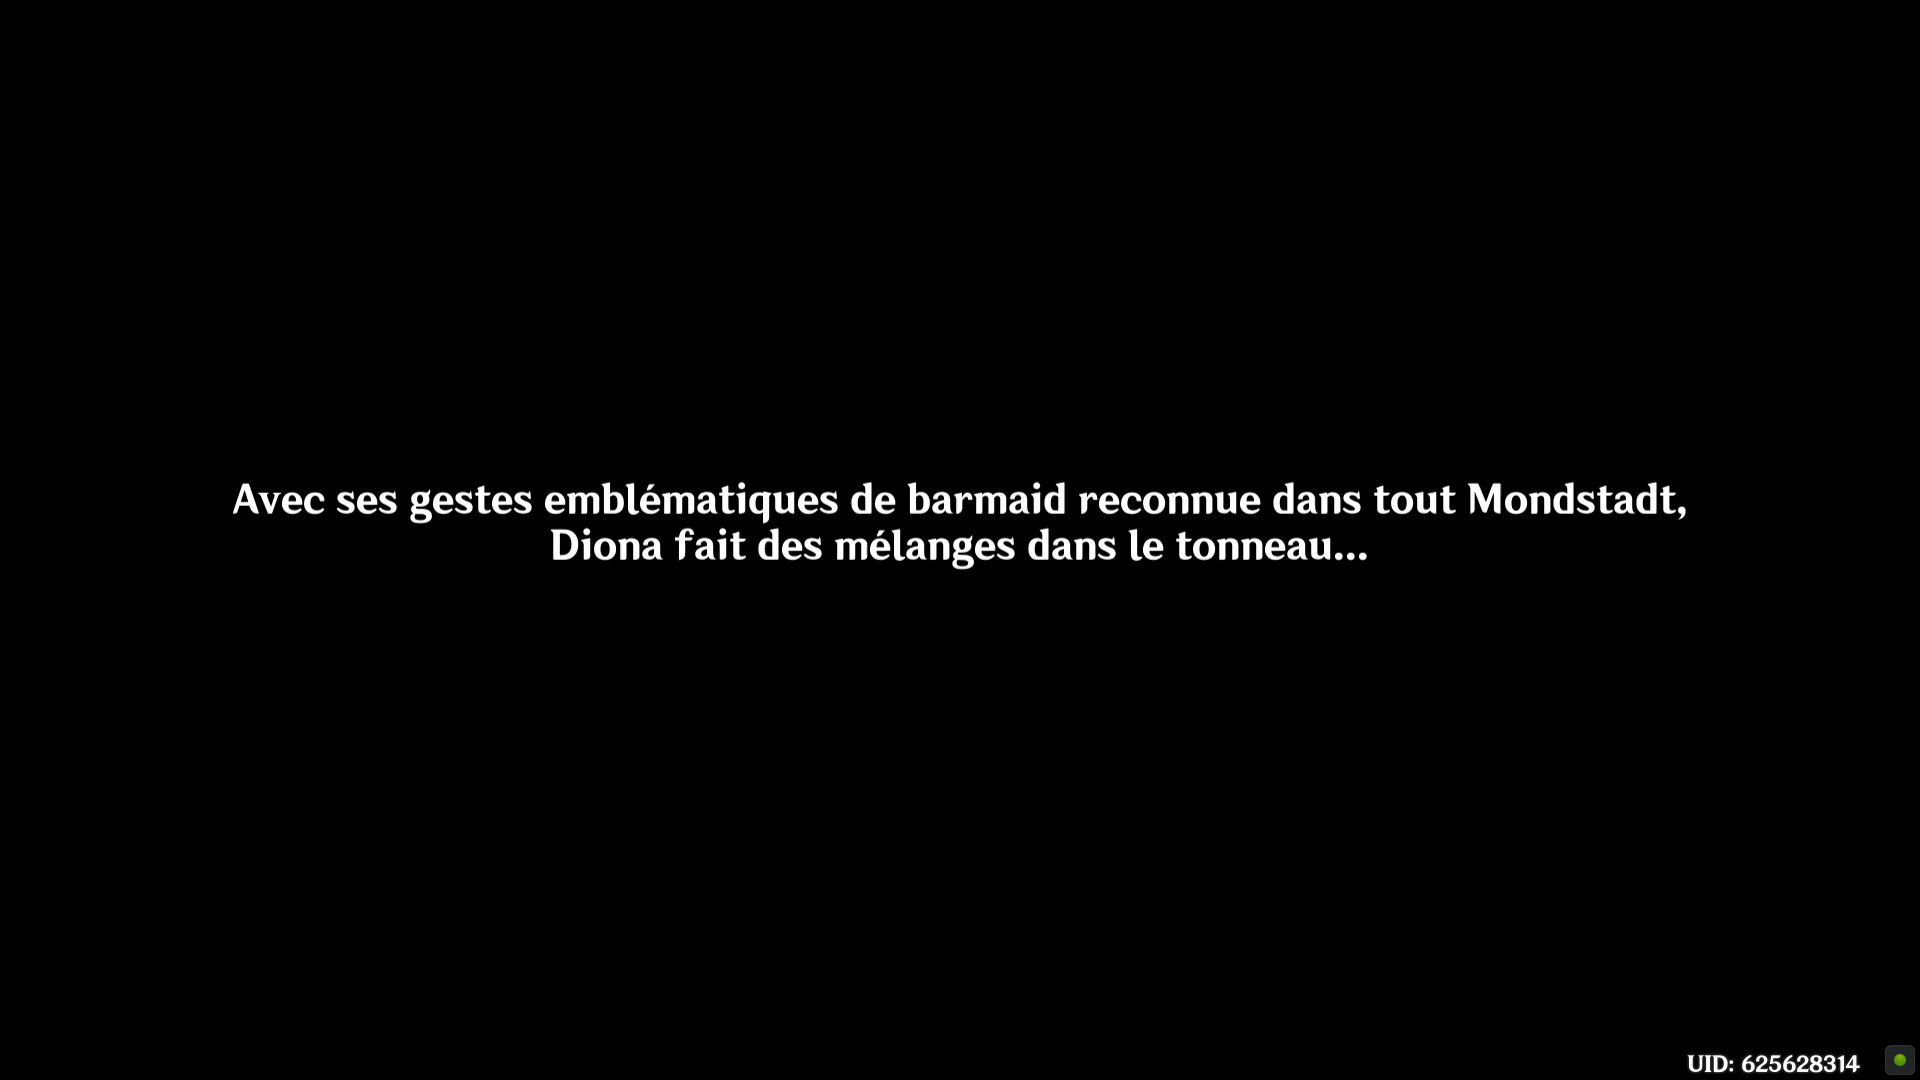 Avec ses gestes emblématiques de barmaid reconnue dans tout Mondstadt,
Diona fait des mélanges dans le tonneau...
UID: 625628314